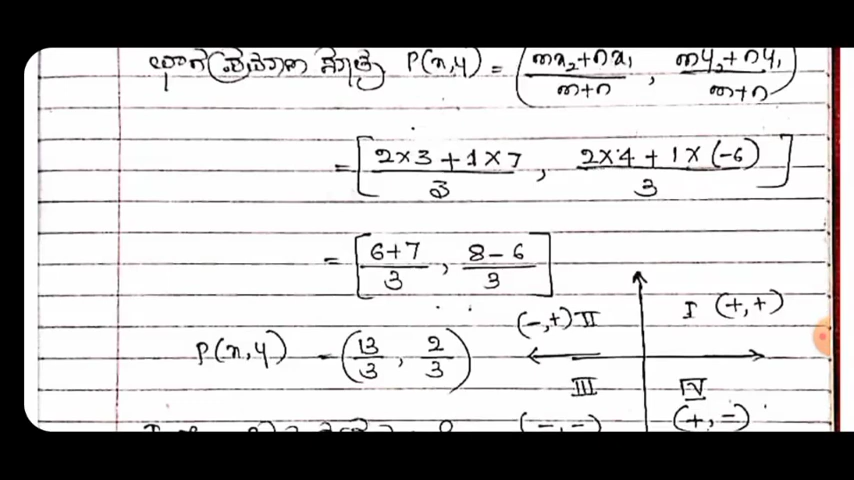 ಭಾಗ ಪ್ರಮಾಣ ಸೂತ್ರ P(x,y) = (mx₂+nx₁/m+n , my₂+ny₁/m+n)
= [2×3+1×7/3 , 2×4+1×(-6)/3]
= [6+7/3 , 8-6/3]
(-,+) II I (+,+)
P(x,y) = (13/3 , 2/3)
III IV
(-,-) (+,-)